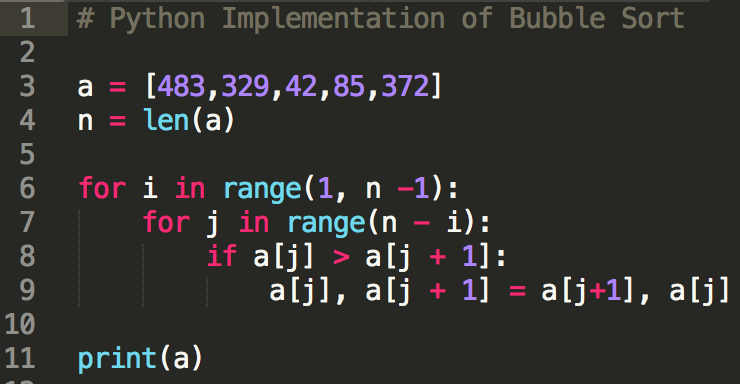 1 # Python Implementation of Bubble Sort
2
3 a = [483,329,42,85,372]
4 n = len(a)
5
6 for i in range(1, n -1):
7     for j in range(n - i):
8         if a[j] > a[j + 1]:
9             a[j], a[j + 1] = a[j+1], a[j]
10
11 print(a)